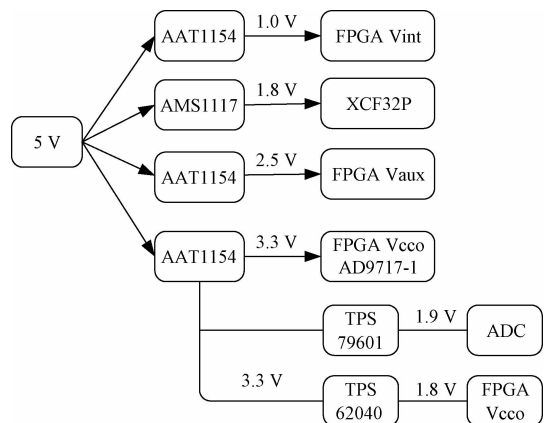 AAT1154
1.0 V
FPGA Vint
AMS1117
1.8 V
XCF32P
5 V
AAT1154
2.5 V
FPGA Vaux
AAT1154
3.3 V
FPGA Vcco
AD9717-1
TPS
79601
1.9 V
ADC
3.3 V
TPS
62040
1.8 V
FPGA
Vcco